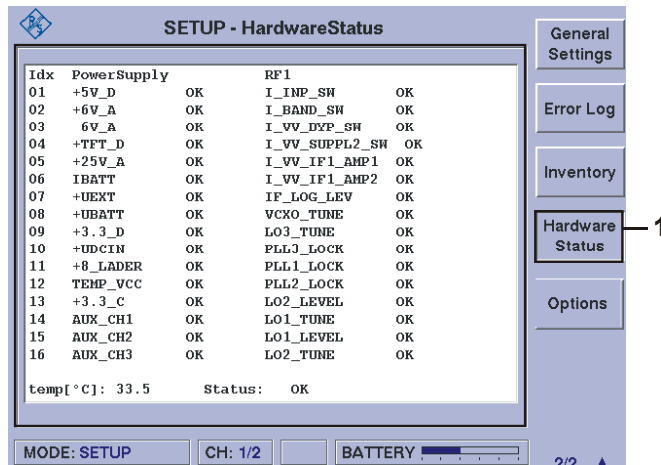 SETUP - HardwareStatus
Idx PowerSupply RF1
01 +5V_D OK I_INP_SW OK
02 +6V_A OK I_BAND_SW OK
03 6V_A OK I_VV_DYP_SW OK
04 +TFT_D OK I_VV_SUPPL2_SW OK
05 +25V_A OK I_VV_IF1_AMP1 OK
06 IBATT OK I_VV_IF1_AMP2 OK
07 +UEXT OK IF_LOG_LEV OK
08 +UBATT OK VCXO_TUNE OK
09 +3.3_D OK LO3_TUNE OK
10 +UDCIN OK PLL3_LOCK OK
11 +8_LADER OK PLL1_LOCK OK
12 TEMP_VCC OK PLL2_LOCK OK
13 +3.3_C OK LO2_LEVEL OK
14 AUX_CH1 OK LO1_TUNE OK
15 AUX_CH2 OK LO1_LEVEL OK
16 AUX_CH3 OK LO2_TUNE OK
temp[°C]: 33.5 Status: OK
General
Settings
Error Log
Inventory
Hardware
Status
1
Options
MODE: SETUP CH: 1/2 BATTERY
2/2